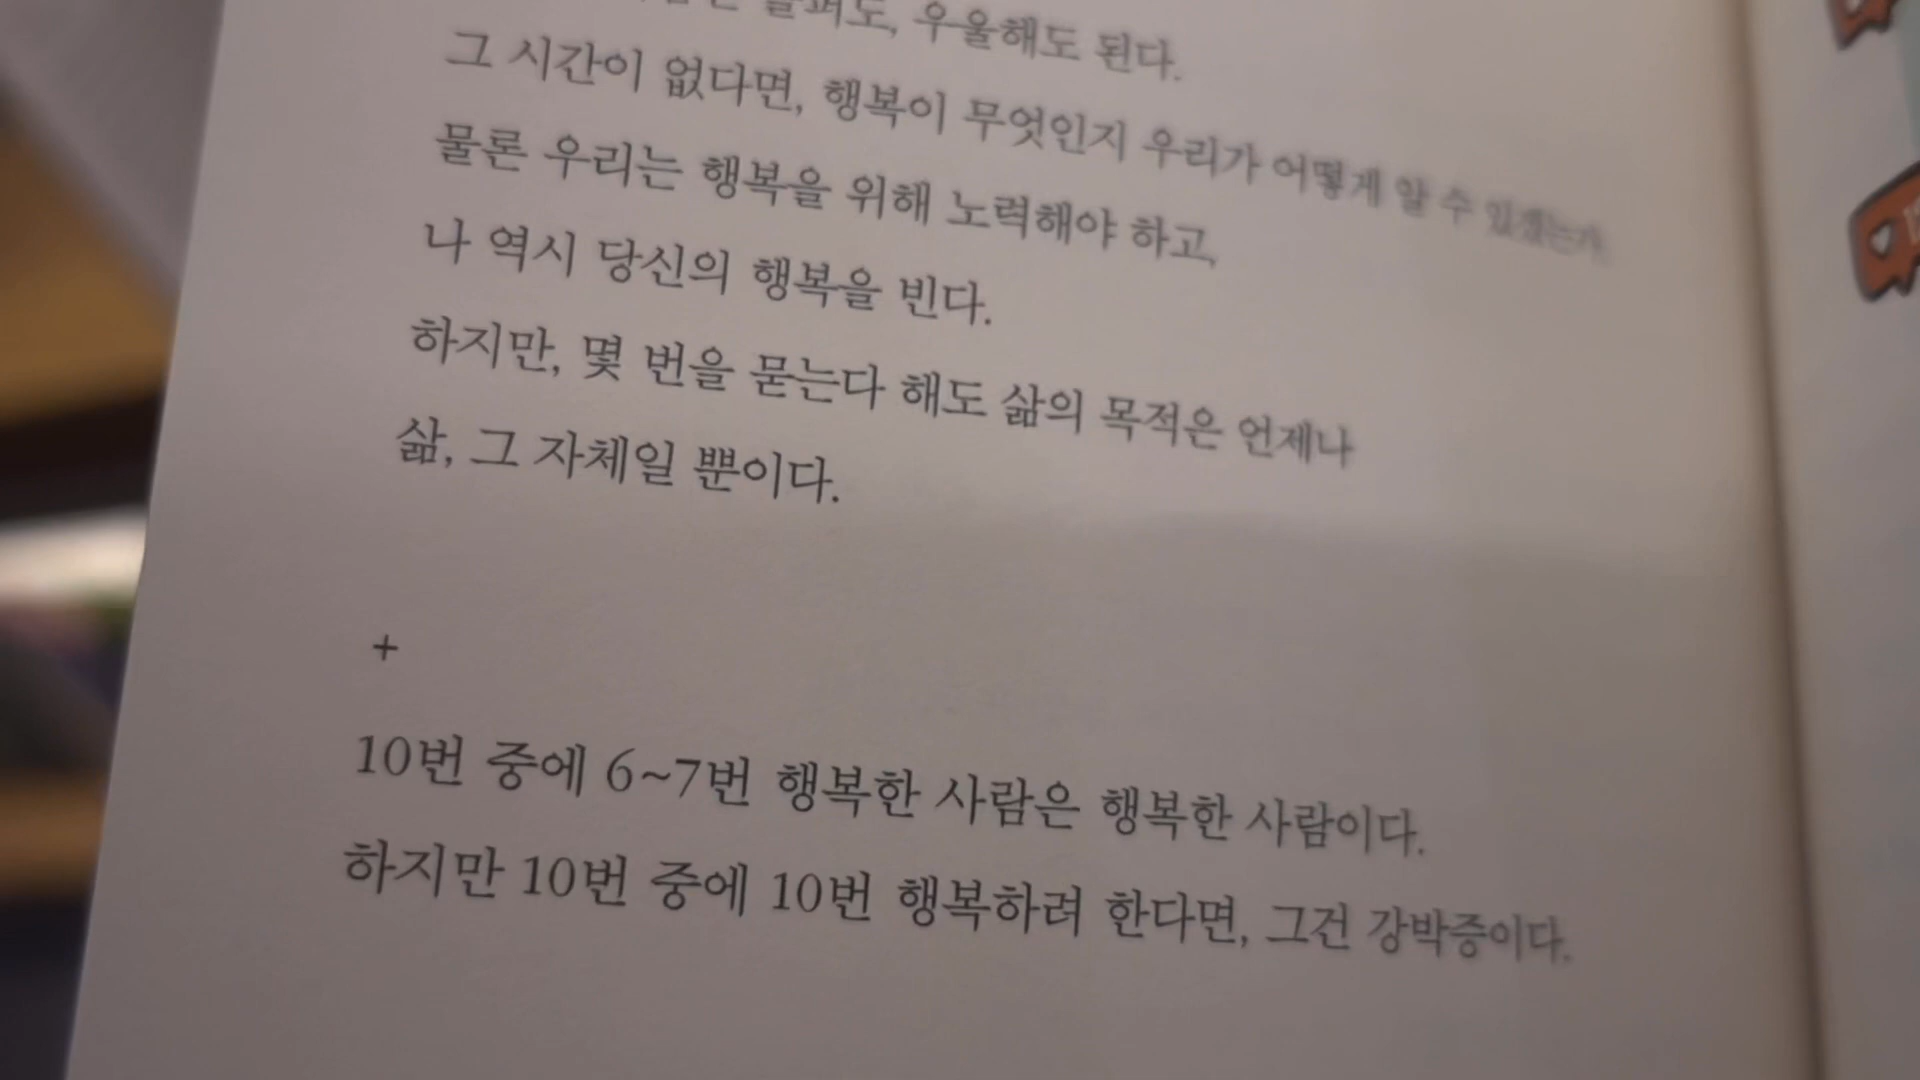 우울해도 된다.
그 시간이 없다면, 행복이 무엇인지 우리가 어떻게 알 수 있겠는가
물론 우리는 행복을 위해 노력해야 하고,
나 역시 당신의 행복을 빈다.
하지만, 몇 번을 묻는다 해도 삶의 목적은 언제나
삶, 그 자체일 뿐이다.
+
10번 중에 6~7번 행복한 사람은 행복한 사람이다.
하지만 10번 중에 10번 행복하려 한다면, 그건 강박증이다.